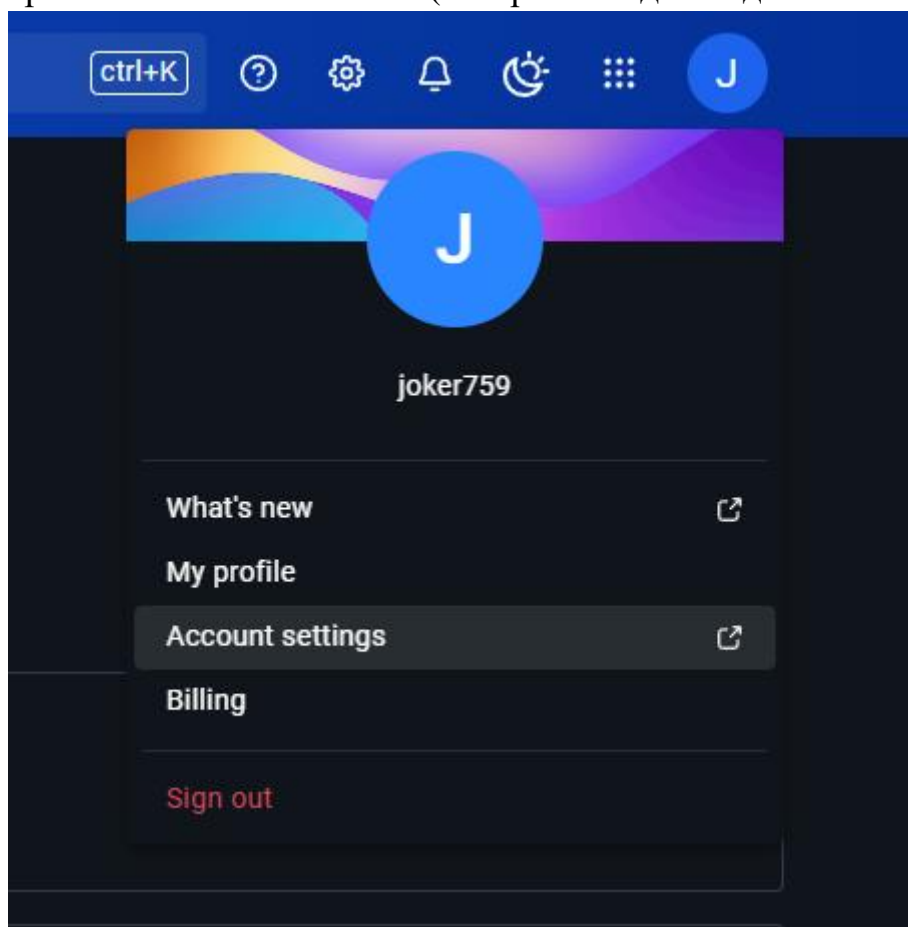 ctrl+K
J
J
joker759
What's new
My profile
Account settings
Billing
Sign out